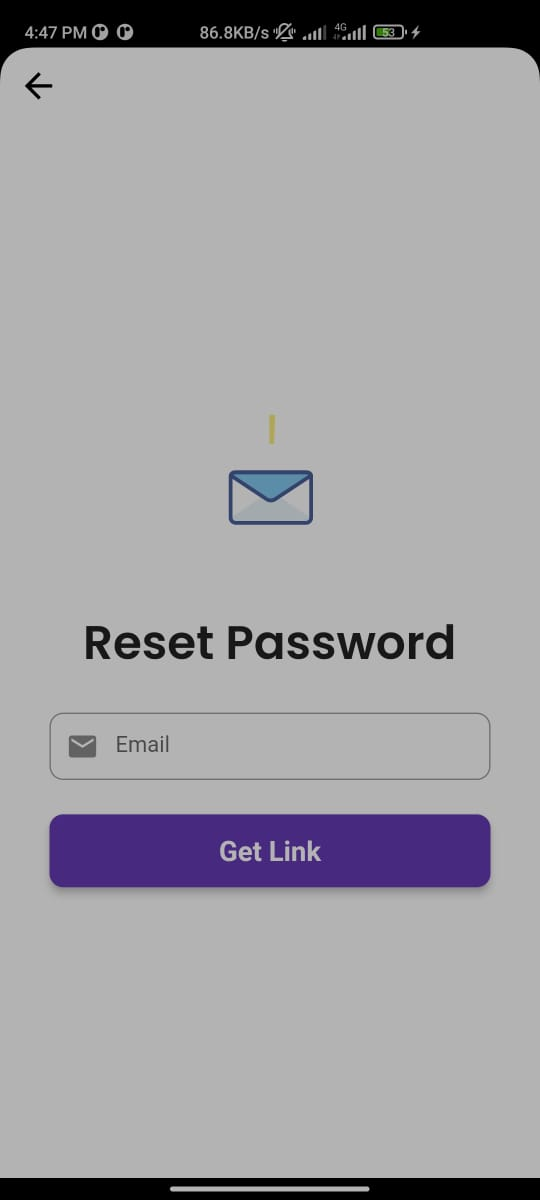 4:47 PM 86.8KB/s 4G 53
Reset Password
Email
Get Link